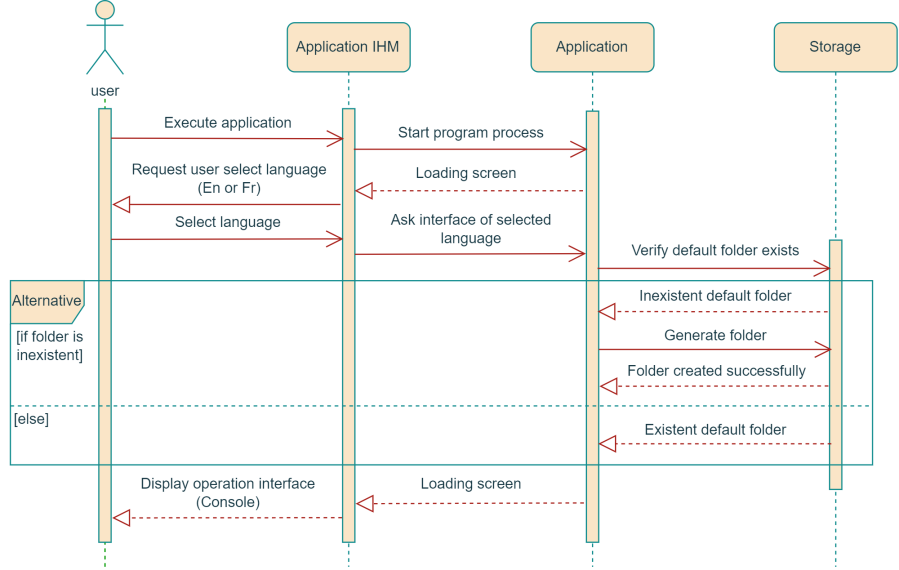 user
Application IHM
Application
Storage
Execute application
Start program process
Request user select language
(En or Fr)
Loading screen
Select language
Ask interface of selected
language
Verify default folder exists
Alternative
[if folder is
inexistent]
Inexistent default folder
Generate folder
Folder created successfully
[else]
Existent default folder
Display operation interface
(Console)
Loading screen